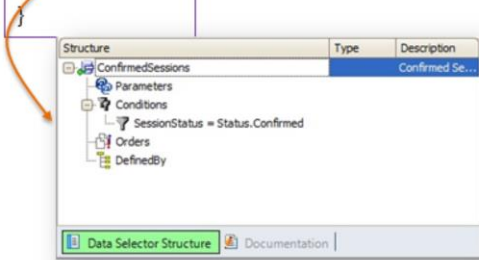 }
Structure Type Description
ConfirmedSessions Confirmed Se...
Parameters
Conditions
SessionStatus = Status.Confirmed
Orders
DefinedBy
Data Selector Structure Documentation